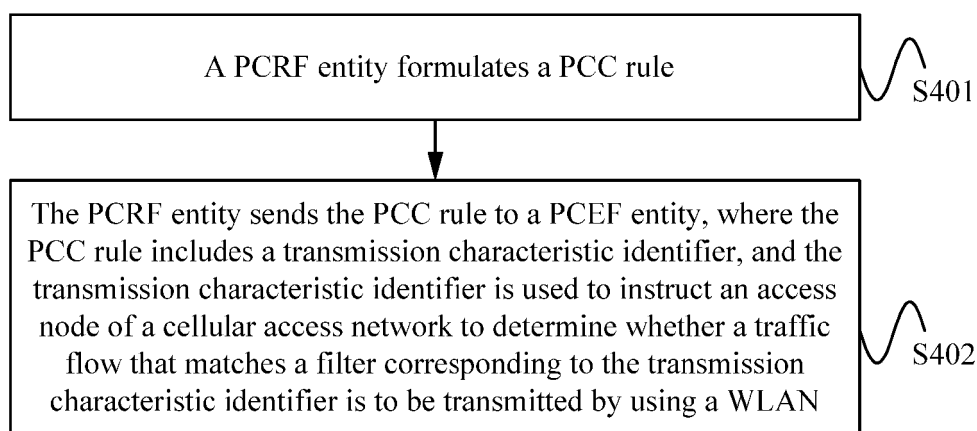 A PCRF entity formulates a PCC rule
S401
The PCRF entity sends the PCC rule to a PCEF entity, where the
PCC rule includes a transmission characteristic identifier, and the
transmission characteristic identifier is used to instruct an access
node of a cellular access network to determine whether a traffic
flow that matches a filter corresponding to the transmission
characteristic identifier is to be transmitted by using a WLAN
S402